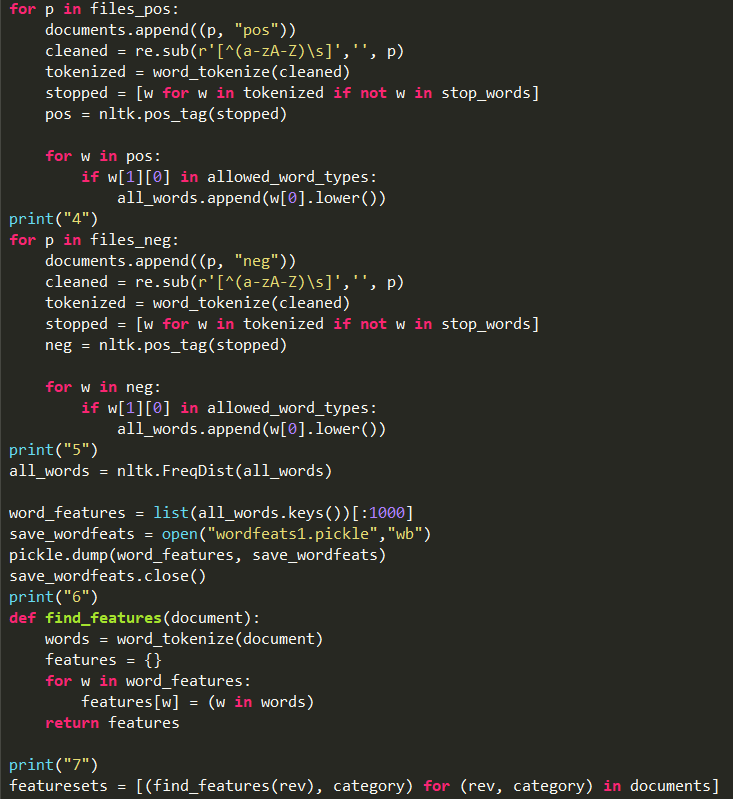 for p in files_pos:
    documents.append((p, "pos"))
    cleaned = re.sub(r'[^(a-zA-Z)\s]','', p)
    tokenized = word_tokenize(cleaned)
    stopped = [w for w in tokenized if not w in stop_words]
    pos = nltk.pos_tag(stopped)

    for w in pos:
        if w[1][0] in allowed_word_types:
            all_words.append(w[0].lower())
print("4")
for p in files_neg:
    documents.append((p, "neg"))
    cleaned = re.sub(r'[^(a-zA-Z)\s]','', p)
    tokenized = word_tokenize(cleaned)
    stopped = [w for w in tokenized if not w in stop_words]
    neg = nltk.pos_tag(stopped)

    for w in neg:
        if w[1][0] in allowed_word_types:
            all_words.append(w[0].lower())
print("5")
all_words = nltk.FreqDist(all_words)

word_features = list(all_words.keys())[:1000]
save_wordfeats = open("wordfeats1.pickle","wb")
pickle.dump(word_features, save_wordfeats)
save_wordfeats.close()
print("6")
def find_features(document):
    words = word_tokenize(document)
    features = {}
    for w in word_features:
        features[w] = (w in words)
    return features

print("7")
featuresets = [(find_features(rev), category) for (rev, category) in documents]